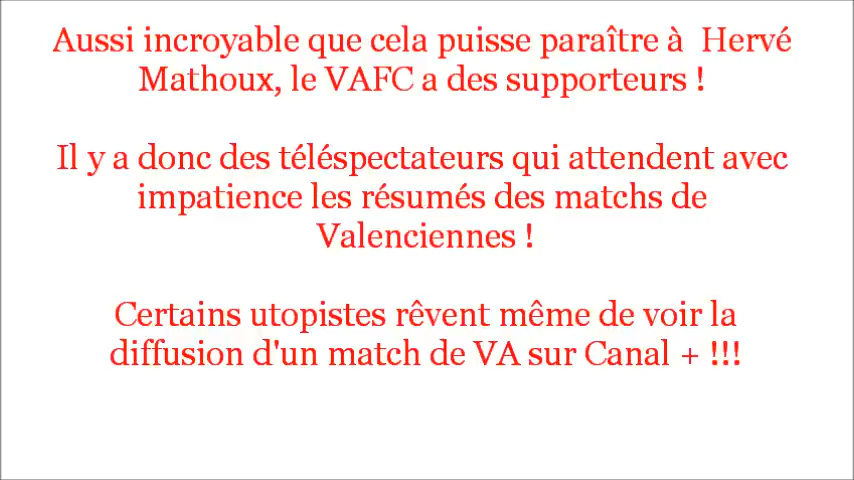 Aussi incroyable que cela puisse paraître à  Hervé
Mathoux, le VAFC a des supporteurs !
Il y a donc des téléspectateurs qui attendent avec
impatience les résumés des matchs de
Valenciennes !
Certains utopistes rêvent même de voir la
diffusion d'un match de VA sur Canal + !!!